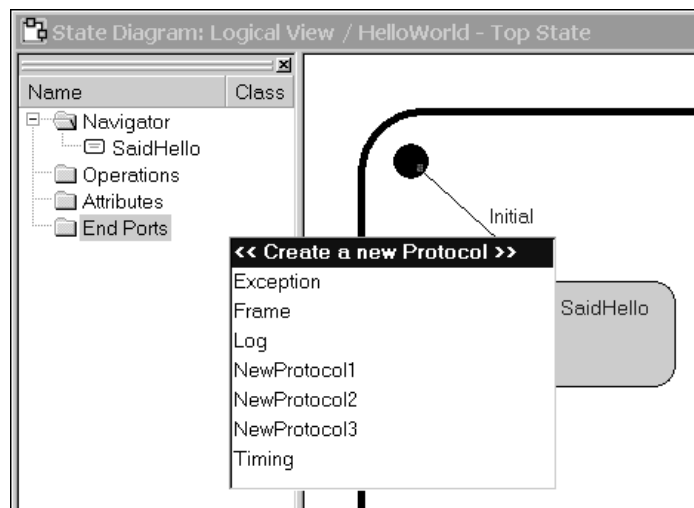 State Diagram: Logical View / HelloWorld - Top State
Name Class
Navigator
SaidHello
Operations
Attributes
End Ports
Initial
<< Create a new Protocol >>
Exception
Frame
Log
NewProtocol1
NewProtocol2
NewProtocol3
Timing
SaidHello